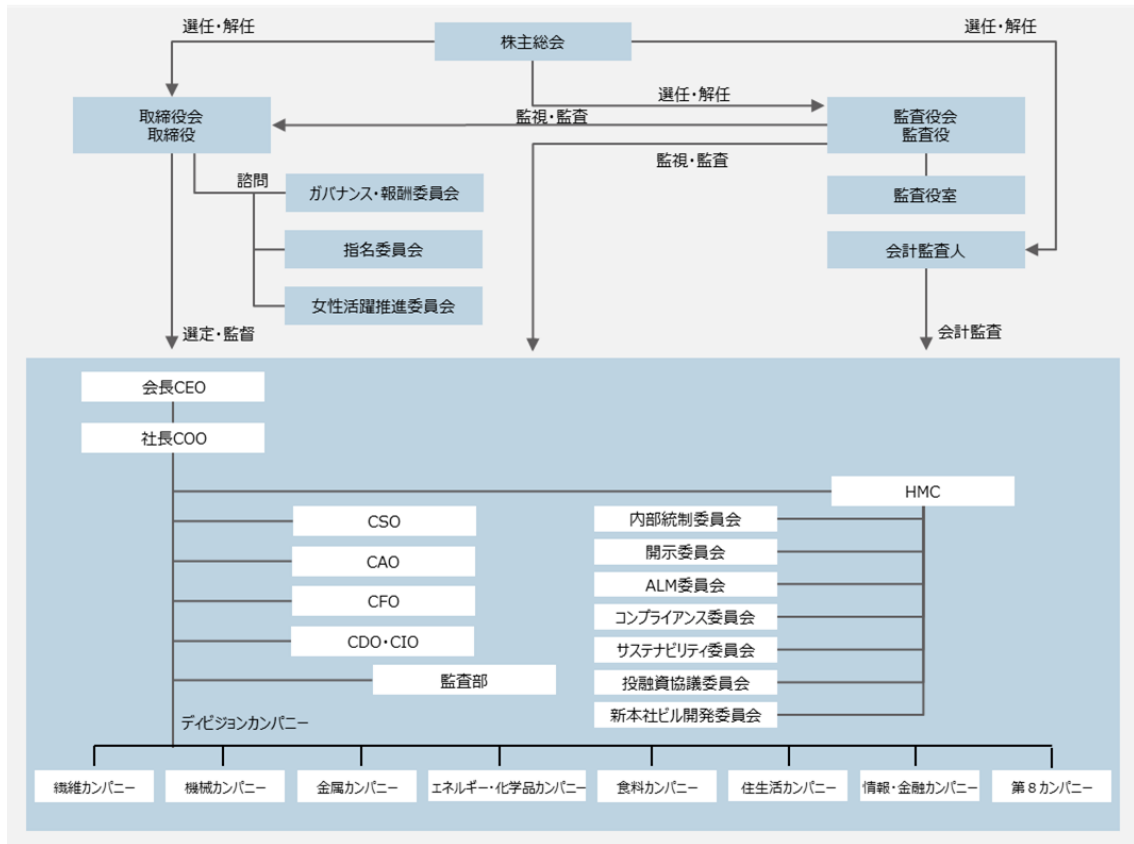 選任・解任
株主総会
選任・解任
選任・解任
取締役会
取締役
監視・監査
監査役会
監査役
監視・監査
諮問
ガバナンス・報酬委員会
監査役室
指名委員会
会計監査人
女性活躍推進委員会
選定・監督
会計監査
会長CEO
社長COO
HMC
CSO
内部統制委員会
開示委員会
CAO
ALM委員会
CFO
コンプライアンス委員会
CDO・CIO
サステナビリティ委員会
監査部
投融資協議委員会
新本社ビル開発委員会
ディビジョンカンパニー
繊維カンパニー
機械カンパニー
金属カンパニー
エネルギー・化学品カンパニー
食料カンパニー
住生活カンパニー
情報・金融カンパニー
第８カンパニー